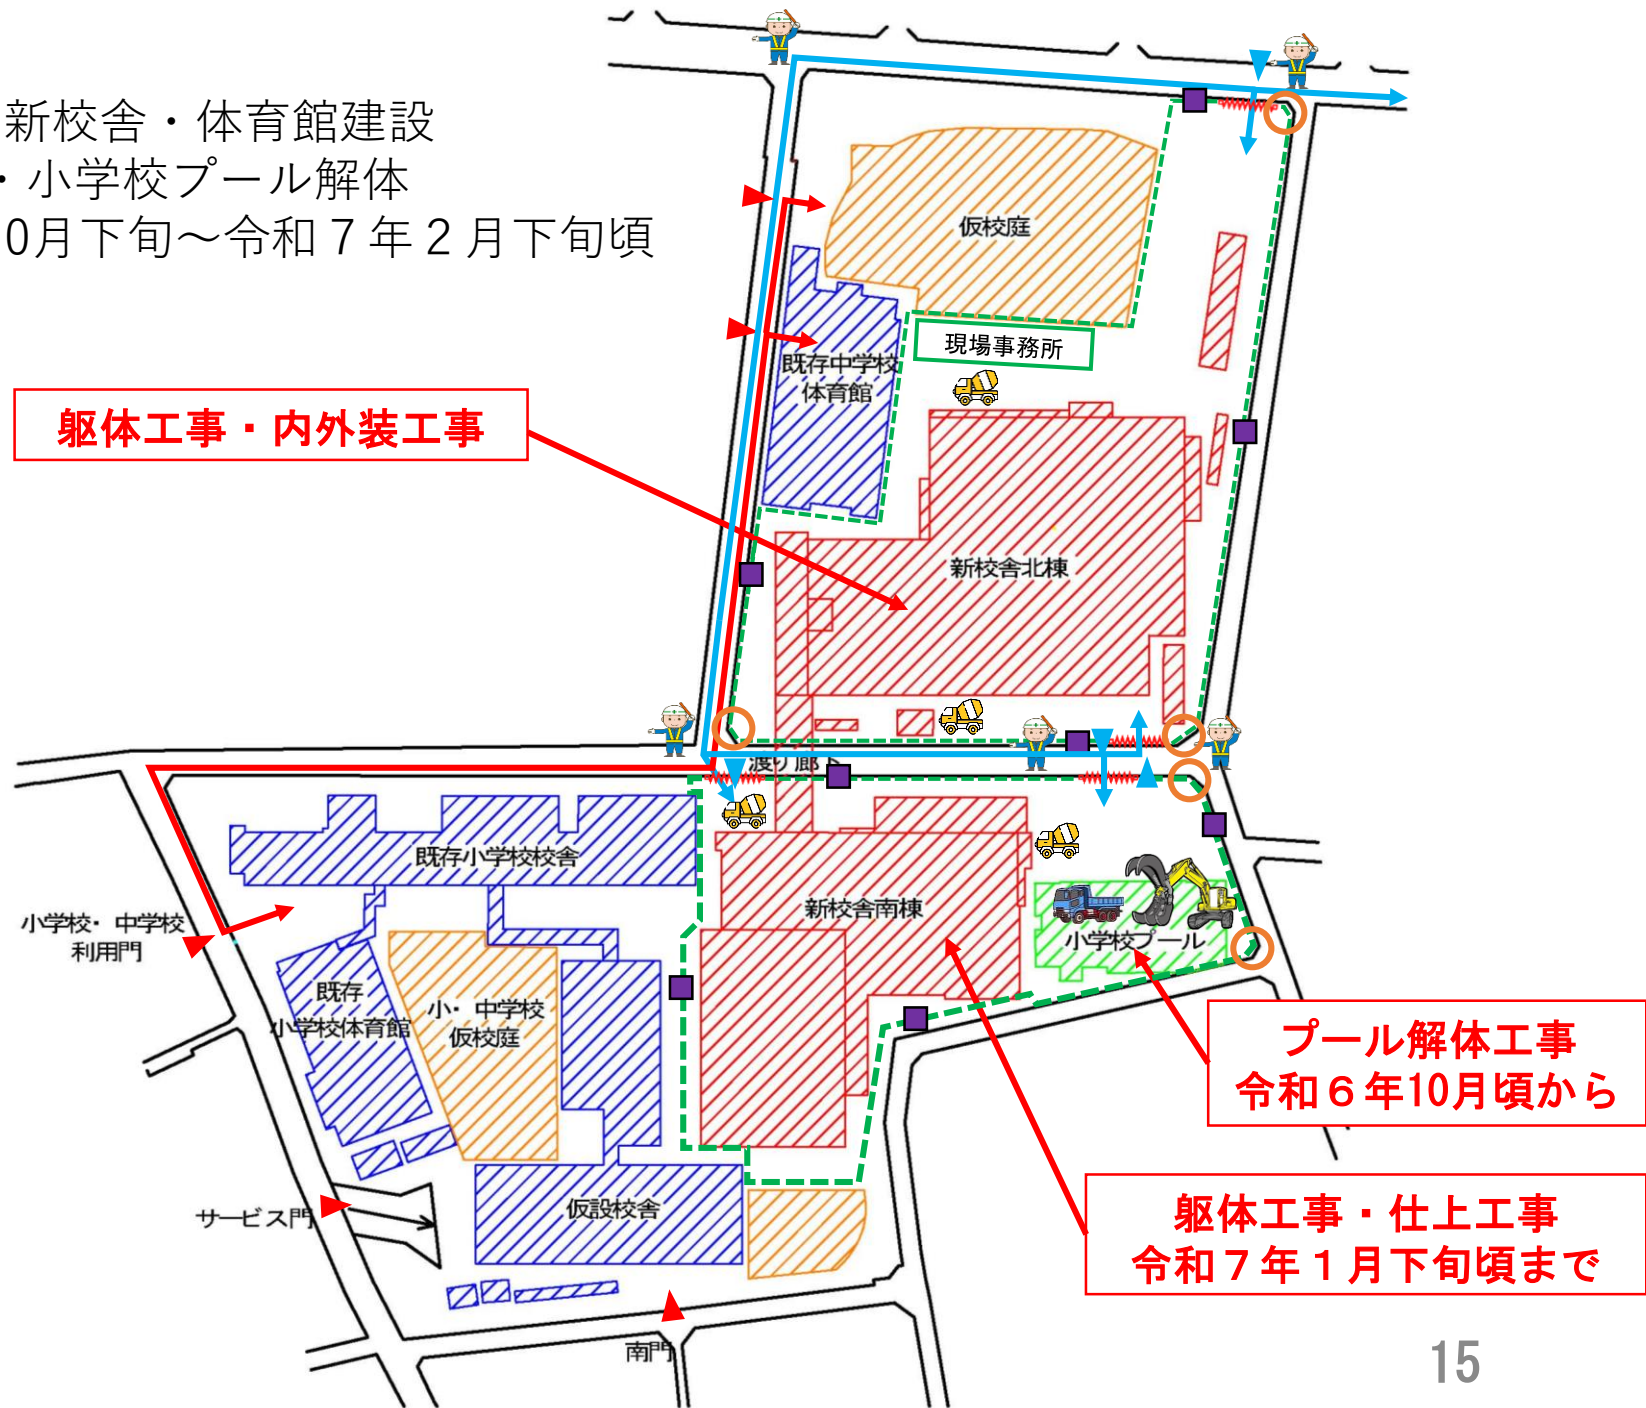 新校舎・体育館建設
・小学校プール解体
0月下旬～令和７年２月下旬頃
仮校庭
現場事務所
既存中学校
体育館
躯体工事・内外装工事
新校舎北棟
渡り廊下
既存小学校校舎
小学校・中学校
利用門
新校舎南棟
小学校プール
既存
小学校体育館
小・中学校
仮校庭
プール解体工事
令和６年10月頃から
サービス門
仮設校舎
躯体工事・仕上工事
令和７年１月下旬頃まで
南門
15